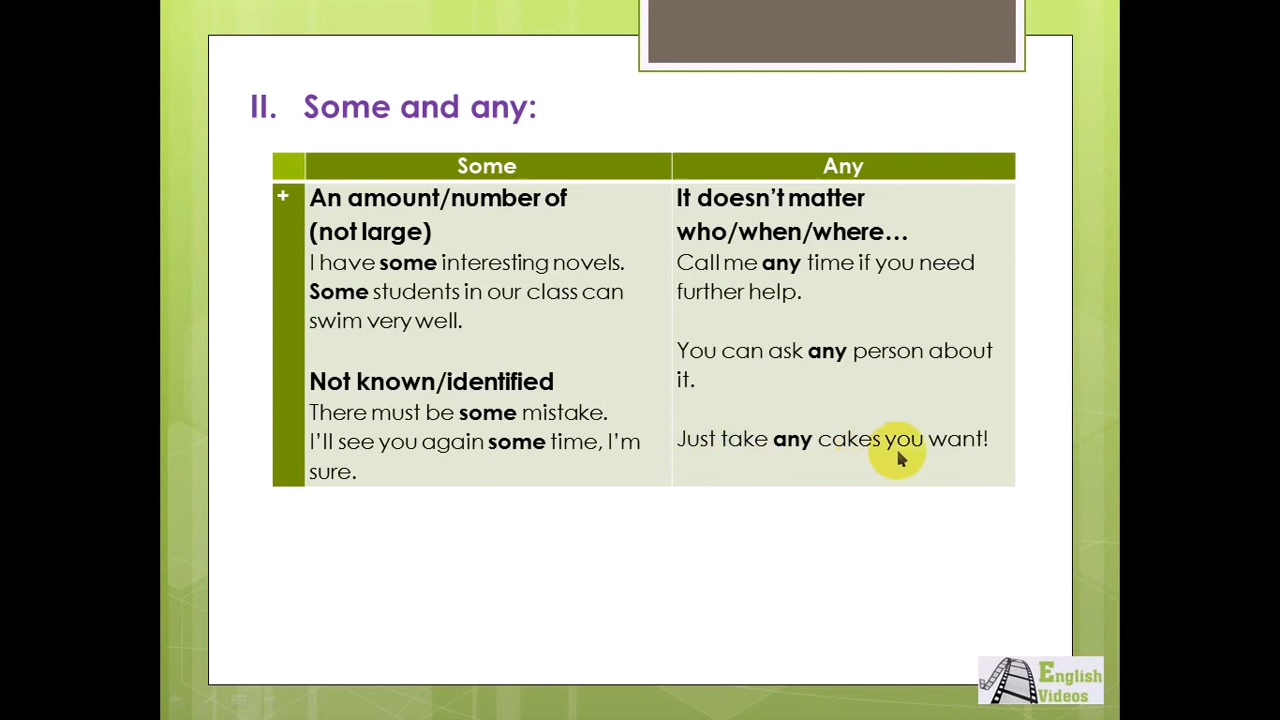 II. Some and any:
Some
Any
+
An amount/number of
(not large)
I have some interesting novels.
Some students in our class can
swim very well.
Not known/identified
There must be some mistake.
I'll see you again some time, I'm
sure.
It doesn't matter
who/when/where…
Call me any time if you need
further help.
You can ask any person about
it.
Just take any cakes you want!
English
Videos